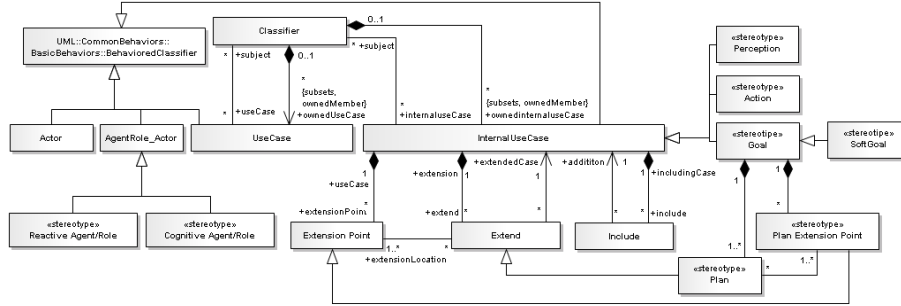 UML::CommonBehaviors::
BasicBehaviors::BehavioredClassifier
Classifier
0..1
0..1
* +subject
* +subject
*
{subsets,
ownedMember}
+ownedUseCase
*
{subsets, ownedMember}
+ownedinternaluseCase
* +useCase
*
+internaluseCase
«stereotype»
Perception
«stereotype»
Action
«stereotipe»
Goal
«stereotipe»
SoftGoal
Actor
AgentRole_Actor
UseCase
InternalUseCase
1
+useCase
+extension
1
+extendedCase
1
+addititon
1
1
+includingCase
1
1
«stereotype»
Reactive Agent/Role
«stereotype»
Cognitive Agent/Role
+extensionPoint
*
+extend
*
*
*
*
+include
*
Extension Point
Extend
Include
«stereotype»
Plan Extension Point
1..*
*
+extensionLocation
1..*
1..*
*
«stereotype»
Plan